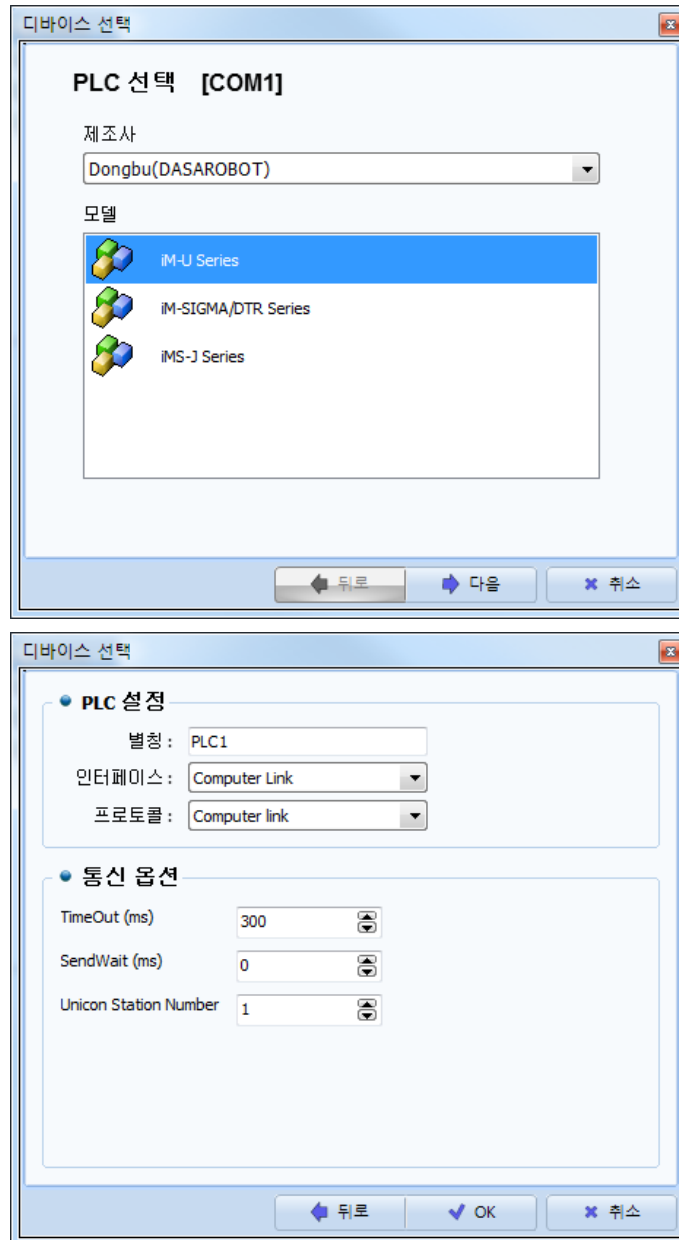 디바이스 선택
PLC 선택 [COM1]
제조사
Dongbu(DASAROBOT)
모델
iM-U Series
iM-SIGMA/DTR Series
iMS-J Series
뒤로 다음 취소
디바이스 선택
PLC 설정
별칭 : PLC1
인터페이스 : Computer Link
프로토콜 : Computer link
통신 옵션
TimeOut (ms) 300
SendWait (ms) 0
Unicon Station Number 1
뒤로 OK 취소